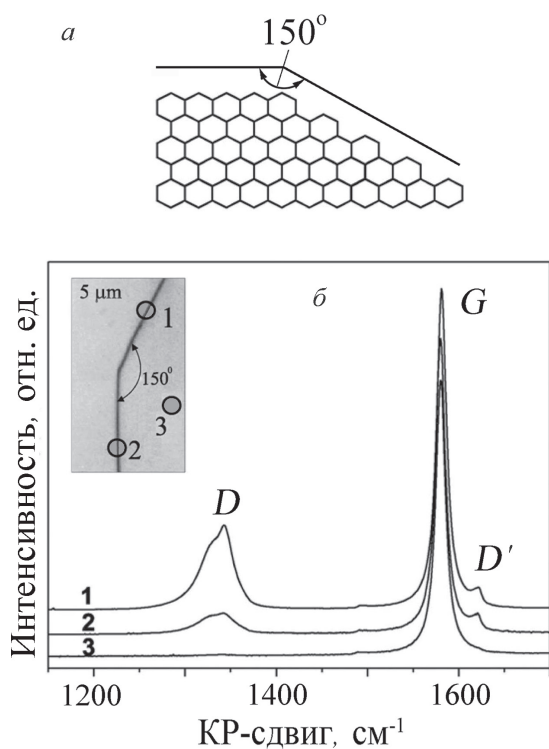 а
150°
б
5 μm
1
150°
3
2
G
D
D'
1
2
3
Интенсивность, отн. ед.
1200
1400
1600
КР-сдвиг, см⁻¹